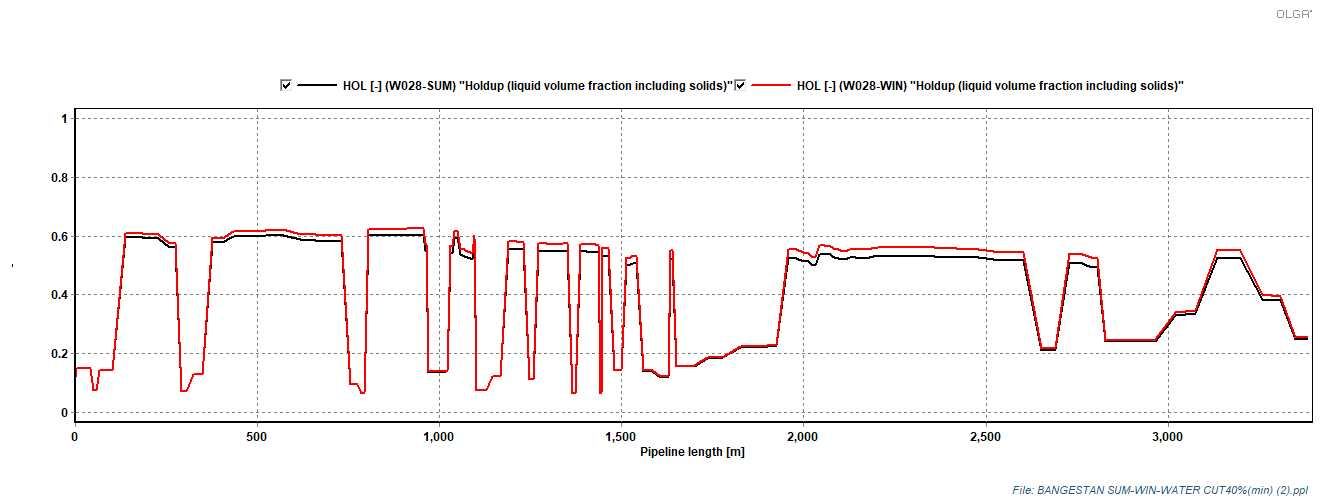 OLGA
HOL [-] (W028-SUM) "Holdup (liquid volume fraction including solids)" HOL [-] (W028-WIN) "Holdup (liquid volume fraction including solids)"
1
0.8
0.6
0.4
0.2
0
0 500 1,000 1,500 2,000 2,500 3,000
Pipeline length [m]
File: BANGESTAN SUM-WIN-WATER CUT40%(min) (2).ppl